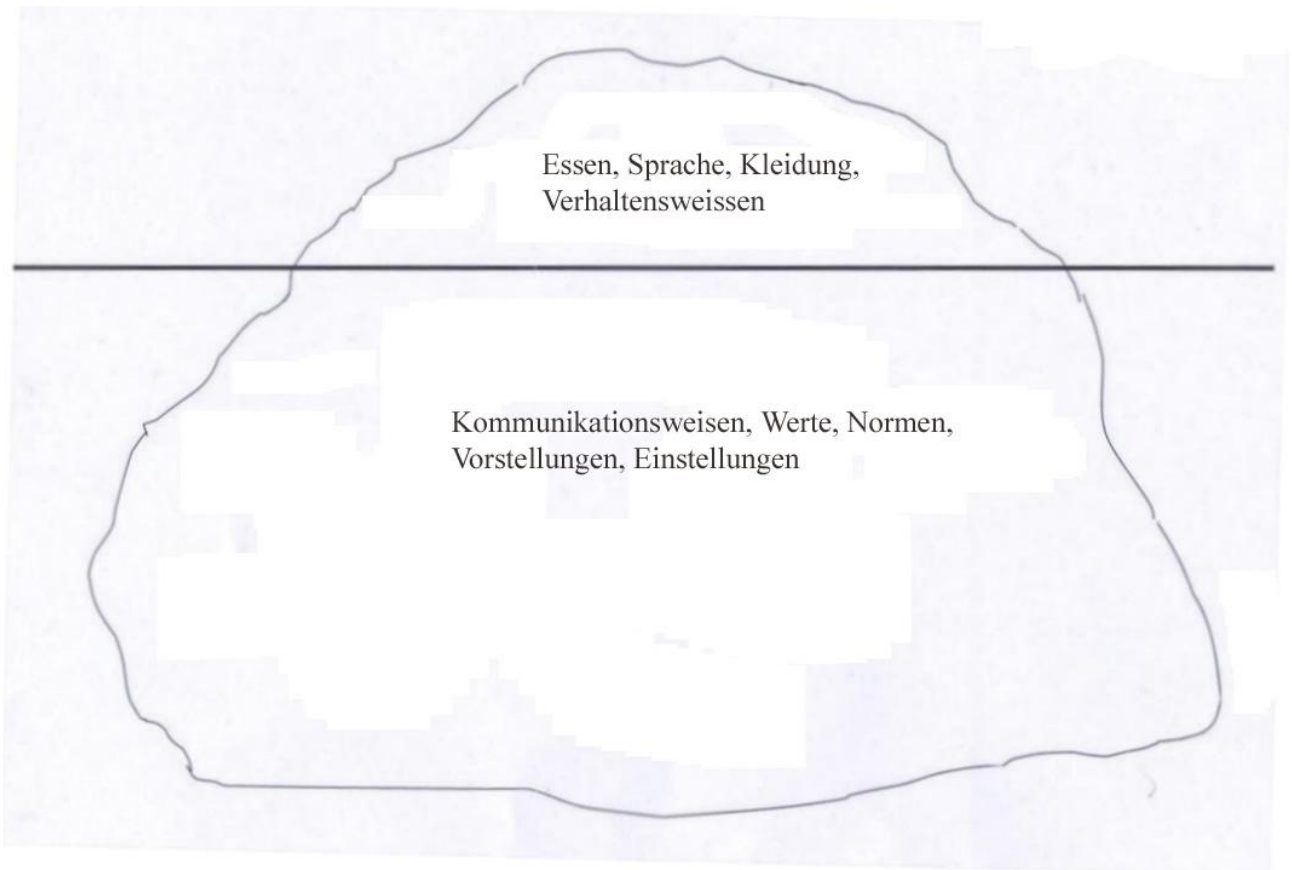 Essen, Sprache, Kleidung,
Verhaltensweissen
Kommunikationsweisen, Werte, Normen,
Vorstellungen, Einstellungen